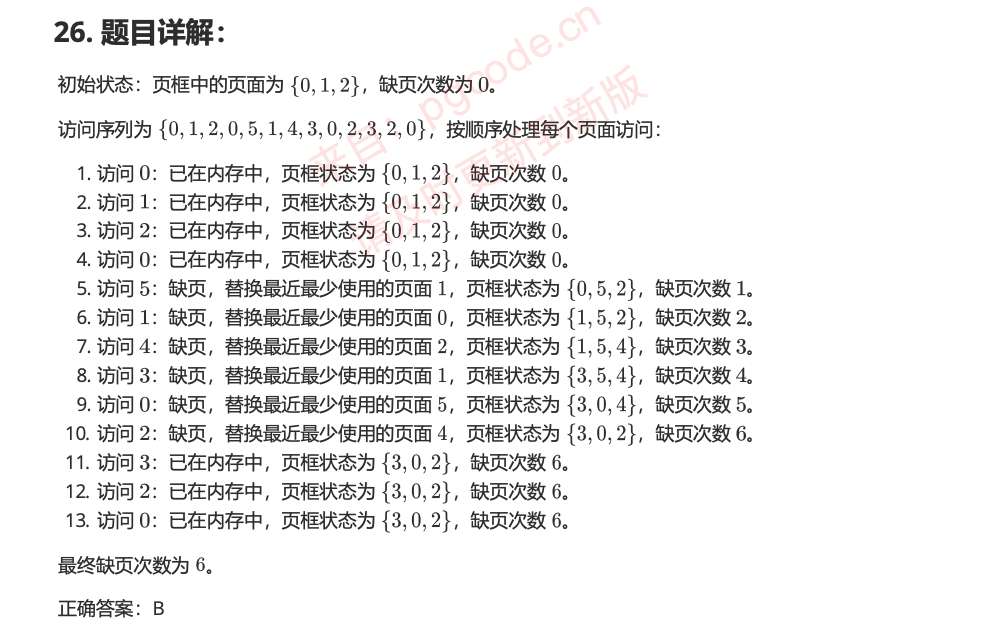 26. 题目详解：
初始状态：页框中的页面为 {0, 1, 2}，缺页次数为 0。
访问序列为 {0, 1, 2, 0, 5, 1, 4, 3, 0, 2, 3, 2, 0}，按顺序处理每个页面访问：
1. 访问 0：已在内存中，页框状态为 {0, 1, 2}，缺页次数 0。
2. 访问 1：已在内存中，页框状态为 {0, 1, 2}，缺页次数 0。
3. 访问 2：已在内存中，页框状态为 {0, 1, 2}，缺页次数 0。
4. 访问 0：已在内存中，页框状态为 {0, 1, 2}，缺页次数 0。
5. 访问 5：缺页，替换最近最少使用的页面 1，页框状态为 {0, 5, 2}，缺页次数 1。
6. 访问 1：缺页，替换最近最少使用的页面 0，页框状态为 {1, 5, 2}，缺页次数 2。
7. 访问 4：缺页，替换最近最少使用的页面 2，页框状态为 {1, 5, 4}，缺页次数 3。
8. 访问 3：缺页，替换最近最少使用的页面 1，页框状态为 {3, 5, 4}，缺页次数 4。
9. 访问 0：缺页，替换最近最少使用的页面 5，页框状态为 {3, 0, 4}，缺页次数 5。
10. 访问 2：缺页，替换最近最少使用的页面 4，页框状态为 {3, 0, 2}，缺页次数 6。
11. 访问 3：已在内存中，页框状态为 {3, 0, 2}，缺页次数 6。
12. 访问 2：已在内存中，页框状态为 {3, 0, 2}，缺页次数 6。
13. 访问 0：已在内存中，页框状态为 {3, 0, 2}，缺页次数 6。
最终缺页次数为 6。
正确答案：B
来自：pgcode.cn
请及时更新到新版